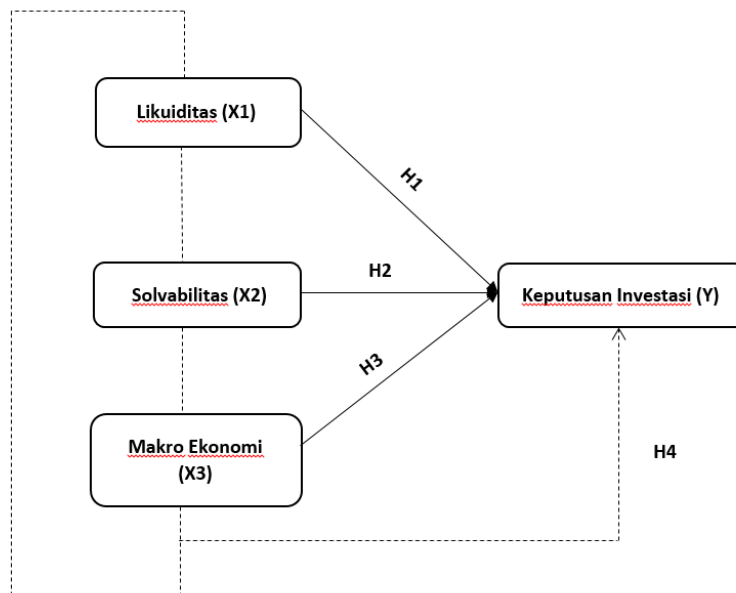 Likuiditas (X1)
H1
H2
Solvabilitas (X2)
Keputusan Investasi (Y)
H3
Makro Ekonomi
(X3)
H4